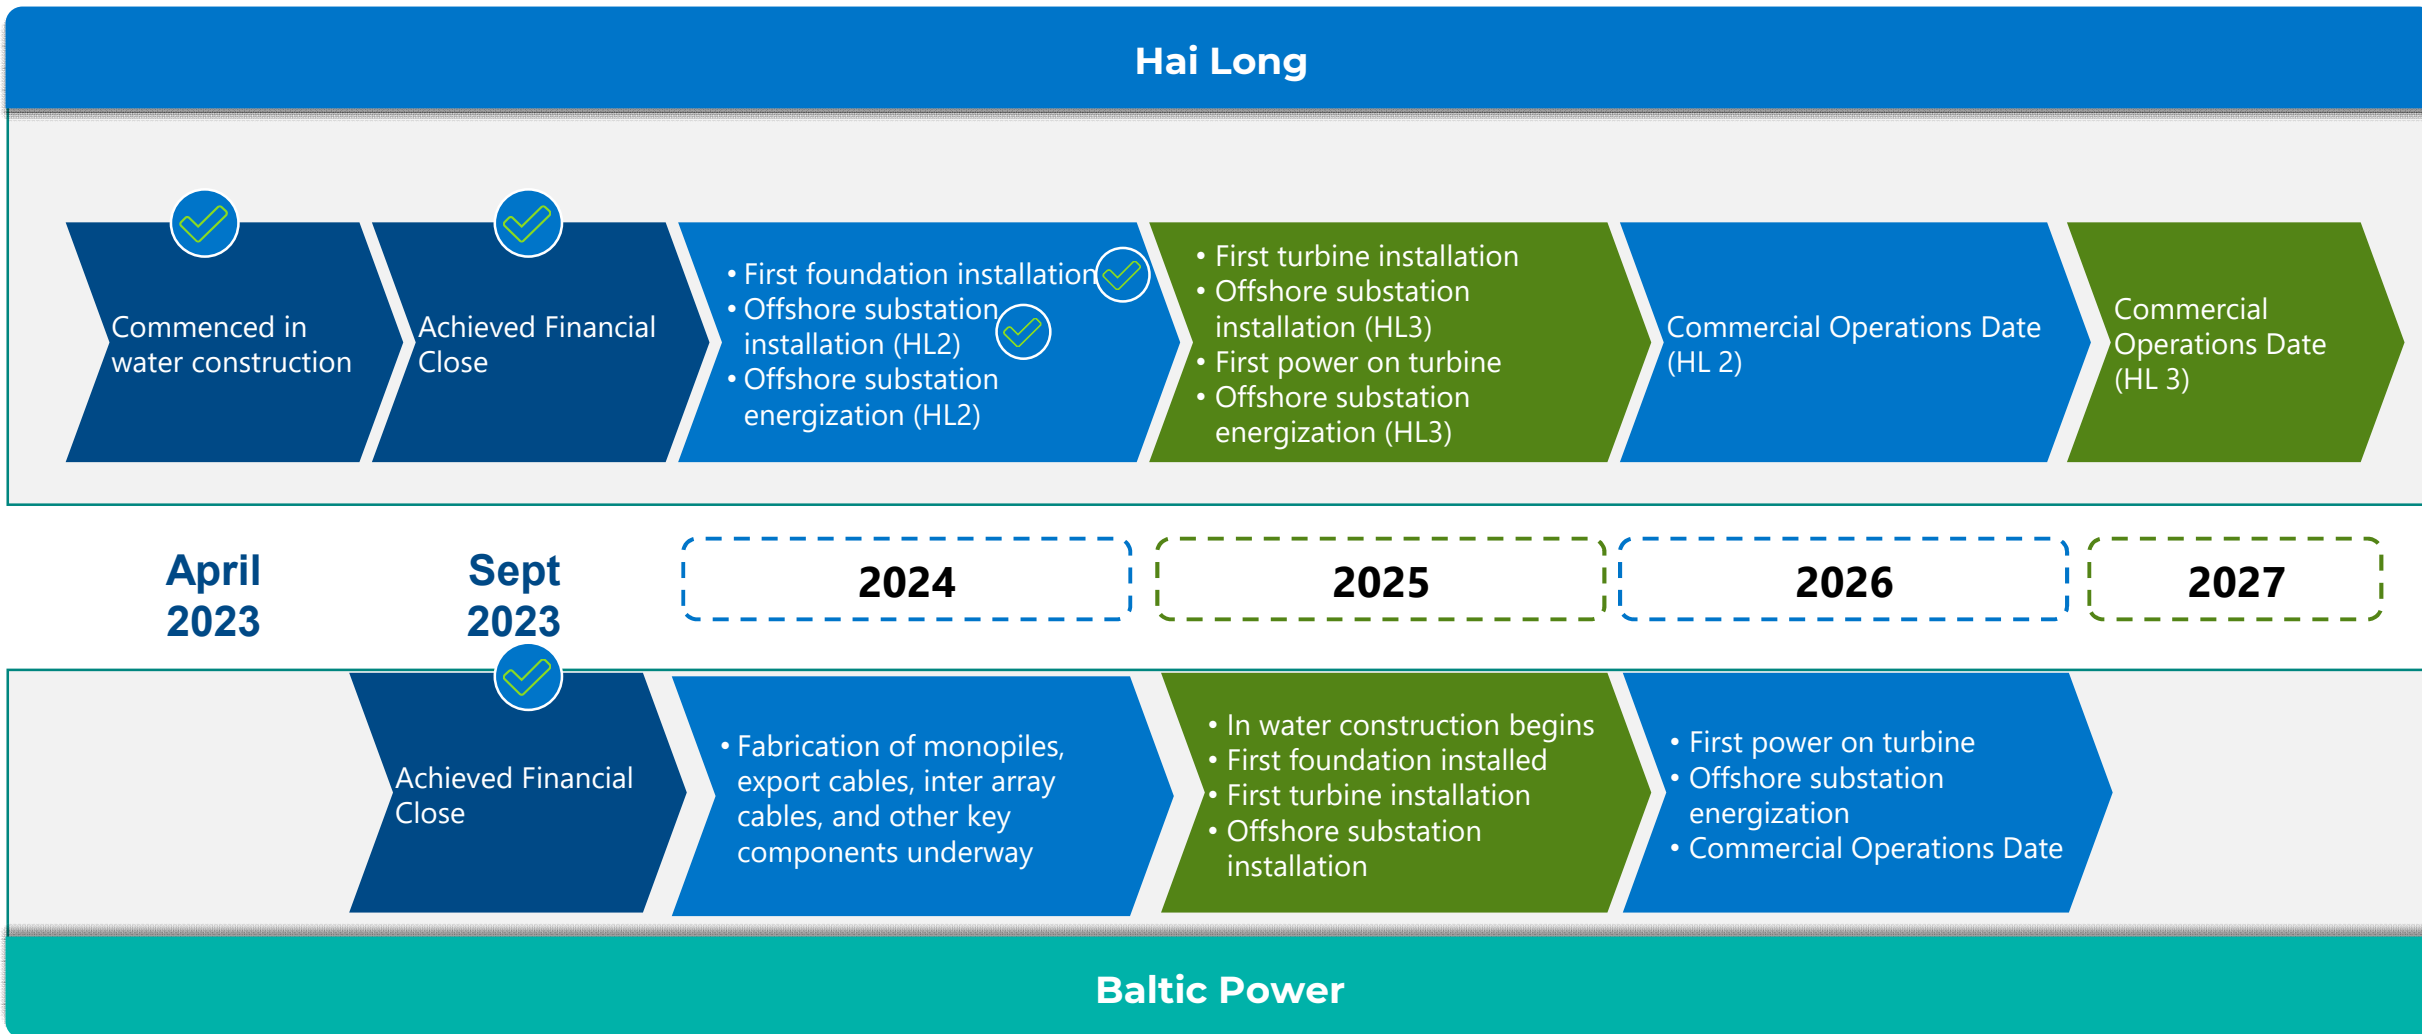 Hai Long
Commenced in
water construction
Achieved Financial
Close
• First foundation installation
• Offshore substation
installation (HL2)
• Offshore substation
energization (HL2)
• First turbine installation
• Offshore substation
installation (HL3)
• First power on turbine
• Offshore substation
energization (HL3)
Commercial Operations Date
(HL 2)
Commercial
Operations Date
(HL 3)
April
2023
Sept
2023
2024
2025
2026
2027
Achieved Financial
Close
• Fabrication of monopiles,
export cables, inter array
cables, and other key
components underway
• In water construction begins
• First foundation installed
• First turbine installation
• Offshore substation
installation
• First power on turbine
• Offshore substation
energization
• Commercial Operations Date
Baltic Power